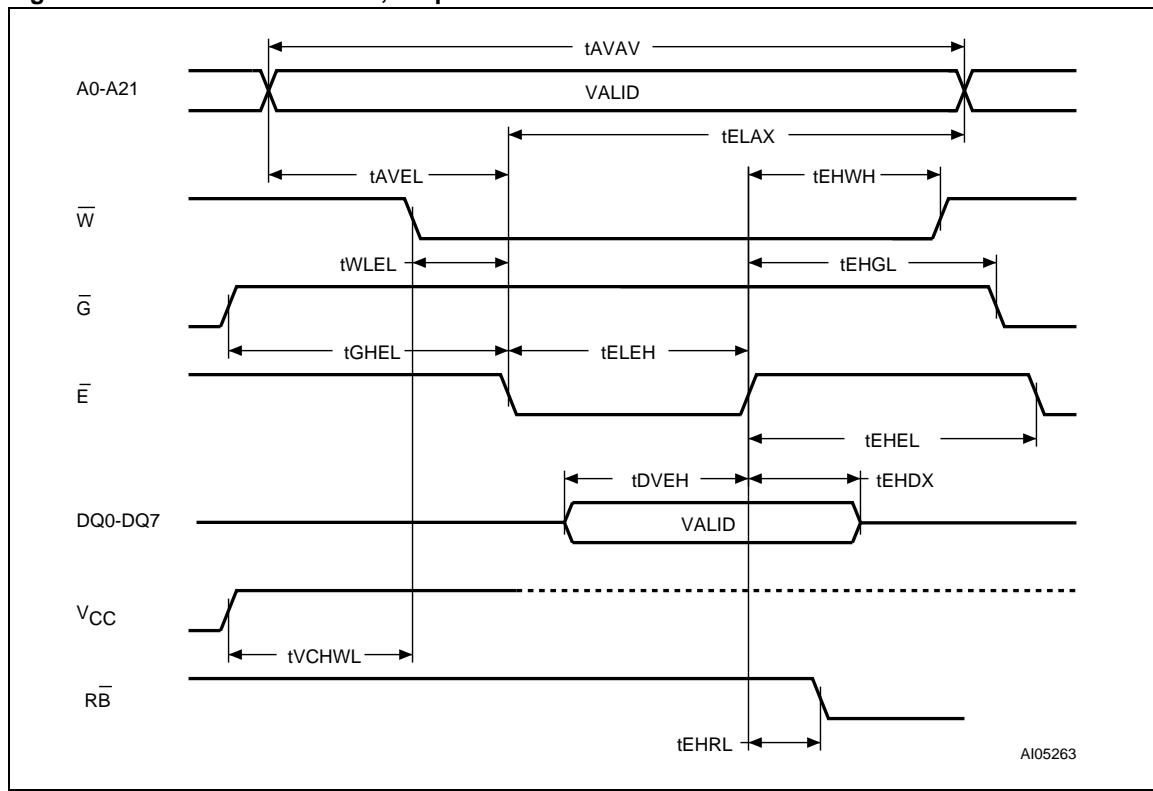 tAVAV
A0-A21
VALID
tELAX
tAVEL
tEHWH
W̅
tWLEL
tEHGL
G̅
tGHEL
tELEH
E̅
tEHEL
tDVEH
tEHDX
DQ0-DQ7
VALID
VCC
tVCHWL
RB̅
tEHRL
AI05263